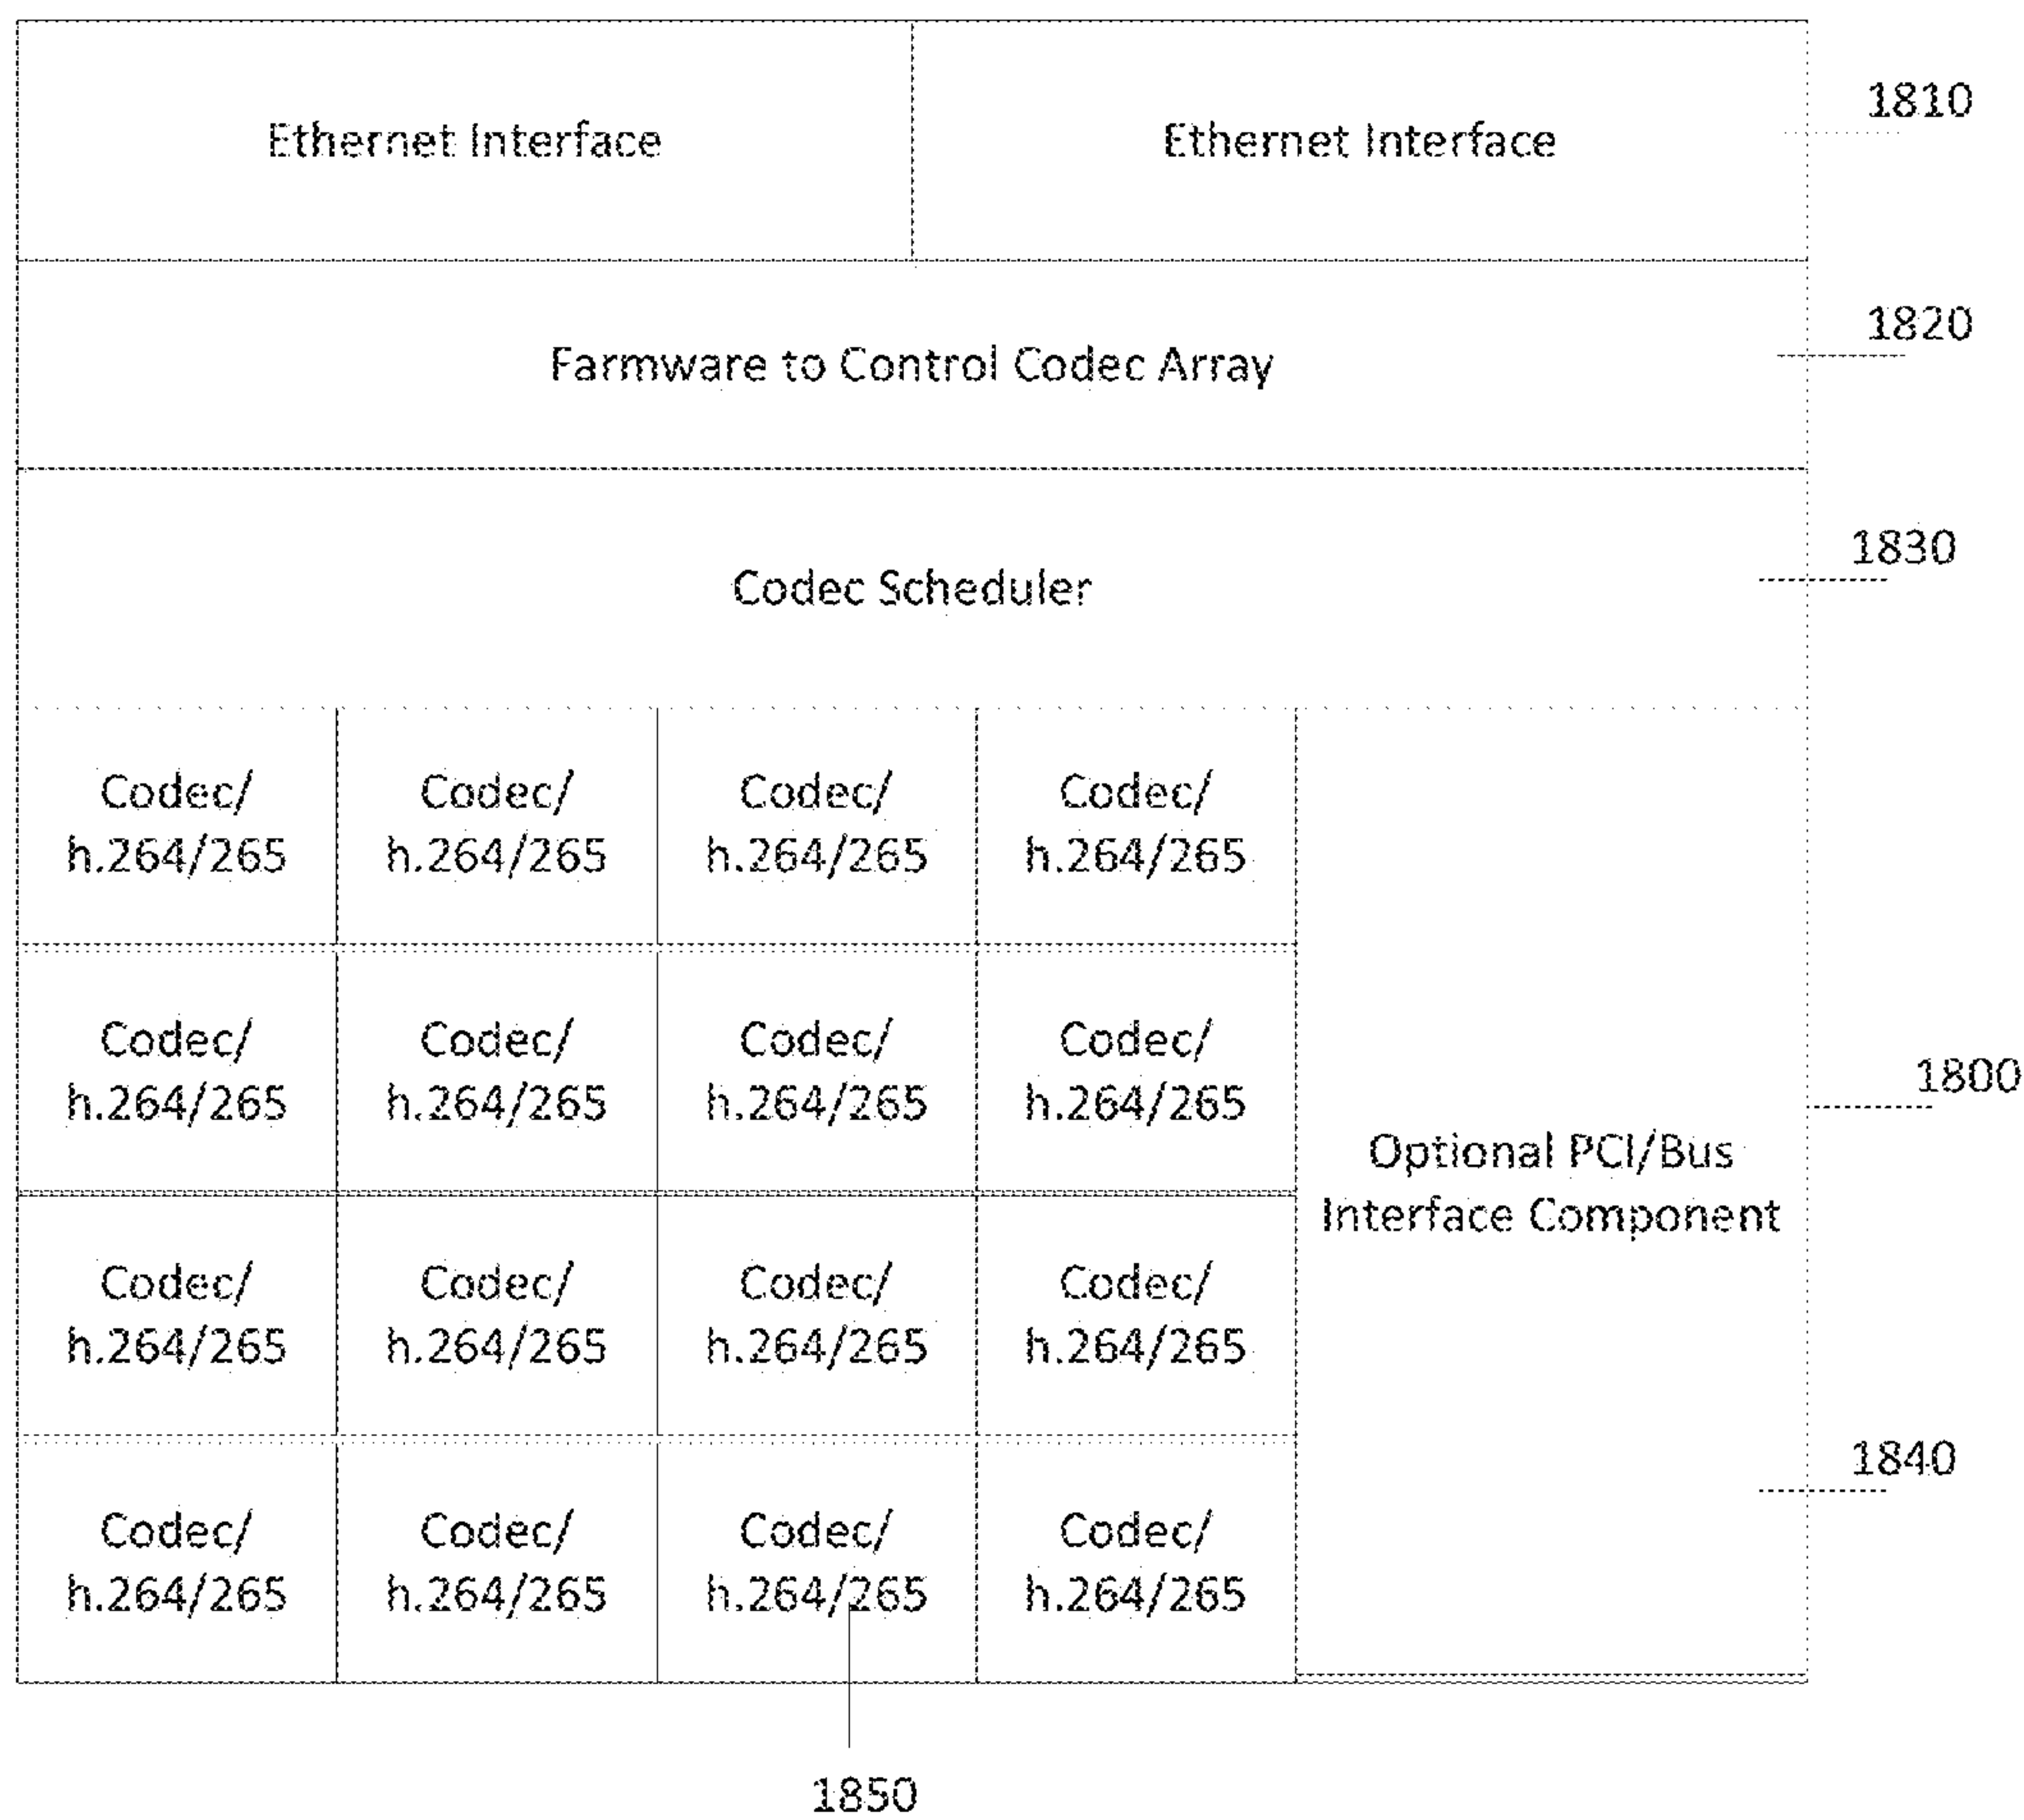 Ethernet Interface
Ethernet Interface
1810
Farmware to Control Codec Array
1820
Codec Scheduler
1830
Codec/
h.264/265
Codec/
h.264/265
Codec/
h.264/265
Codec/
h.264/265
Codec/
h.264/265
Codec/
h.264/265
Codec/
h.264/265
Codec/
h.264/265
Optional PCI/Bus
Interface Component
1800
Codec/
h.264/265
Codec/
h.264/265
Codec/
h.264/265
Codec/
h.264/265
1840
Codec/
h.264/265
Codec/
h.264/265
Codec/
h.264/265
Codec/
h.264/265
1850